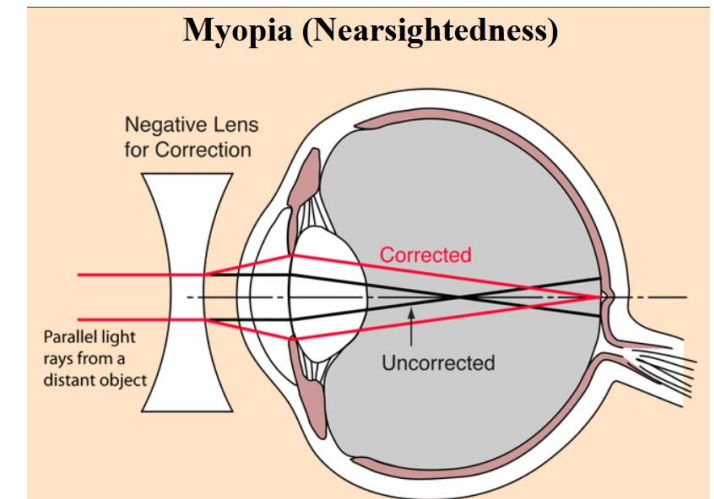 Myopia (Nearsightedness)
Negative Lens
for Correction
Corrected
Parallel light
rays from a
distant object
Uncorrected